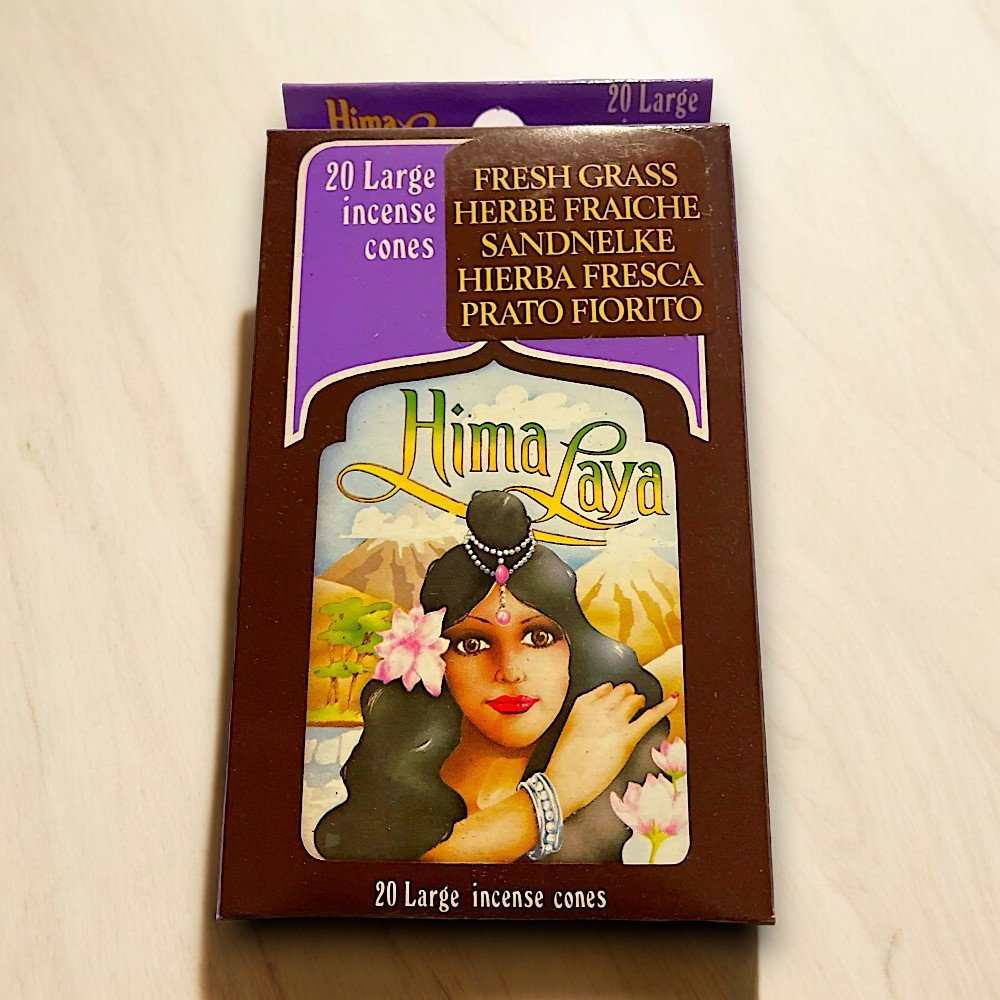 Hima
20 Large
20 Large
incense
cones
FRESH GRASS
HERBE FRAICHE
SANDNELKE
HIERBA FRESCA
PRATO FIORITO
Hima Laya
20 Large incense cones